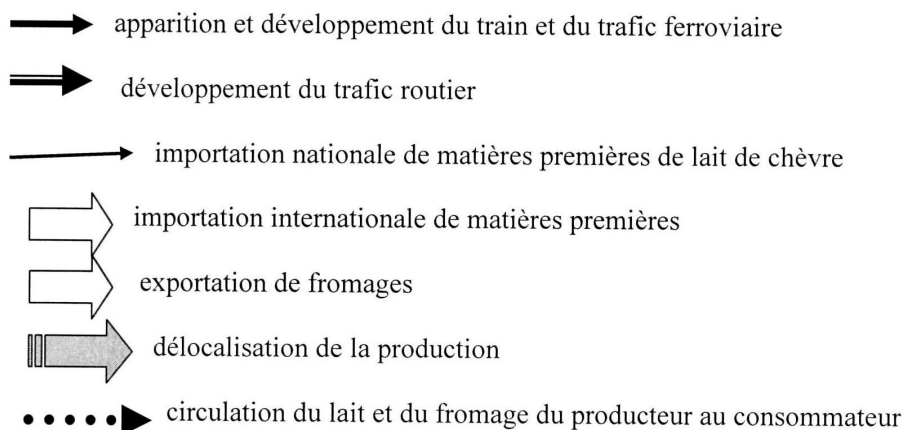 apparition et développement du train et du trafic ferroviaire
développement du trafic routier
importation nationale de matières premières de lait de chèvre
importation internationale de matières premières
exportation de fromages
délocalisation de la production
circulation du lait et du fromage du producteur au consommateur